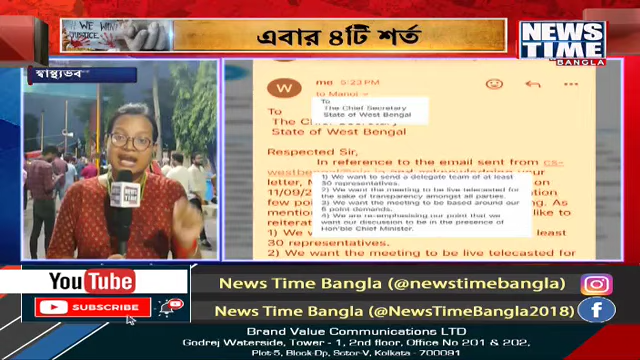 WE WANT
JUSTICE
এবার ৪টি শর্ত
NEWS
TIME
BANGLA
স্বাস্থ্যভব
W
me 5:23 PM
to Manoj
To
The Chief Secretary
State of West Bengal
To
The Chief Secretary
State of West Bengal
Respected Sir,
In reference to the email sent from cs-
letter,
11/09/2
few poi
mentio
reiterat
1) We want to send a delegate team of at least
30 representatives.
2) We want the meeting to be live telecasted for
the sake of transparency amongst all parties.
3) We want the meeting to be based around our
5 point demands.
4) We are re-emphasising our point that we
want our discussion to be in the presence of
Hon'ble Chief Minister.
1) We w
least
30 representatives.
2) We want the meeting to be live telecasted for
YouTube
SUBSCRIBE
News Time Bangla (@newstimebangla)
News Time Bangla (@NewsTimeBangla2018)
Brand Value Communications LTD
Godrej Waterside, Tower - 1, 2nd floor, Office No 201 & 202,
Plot-5, Block-Dp, Sctor-V, Kolkata - 700091